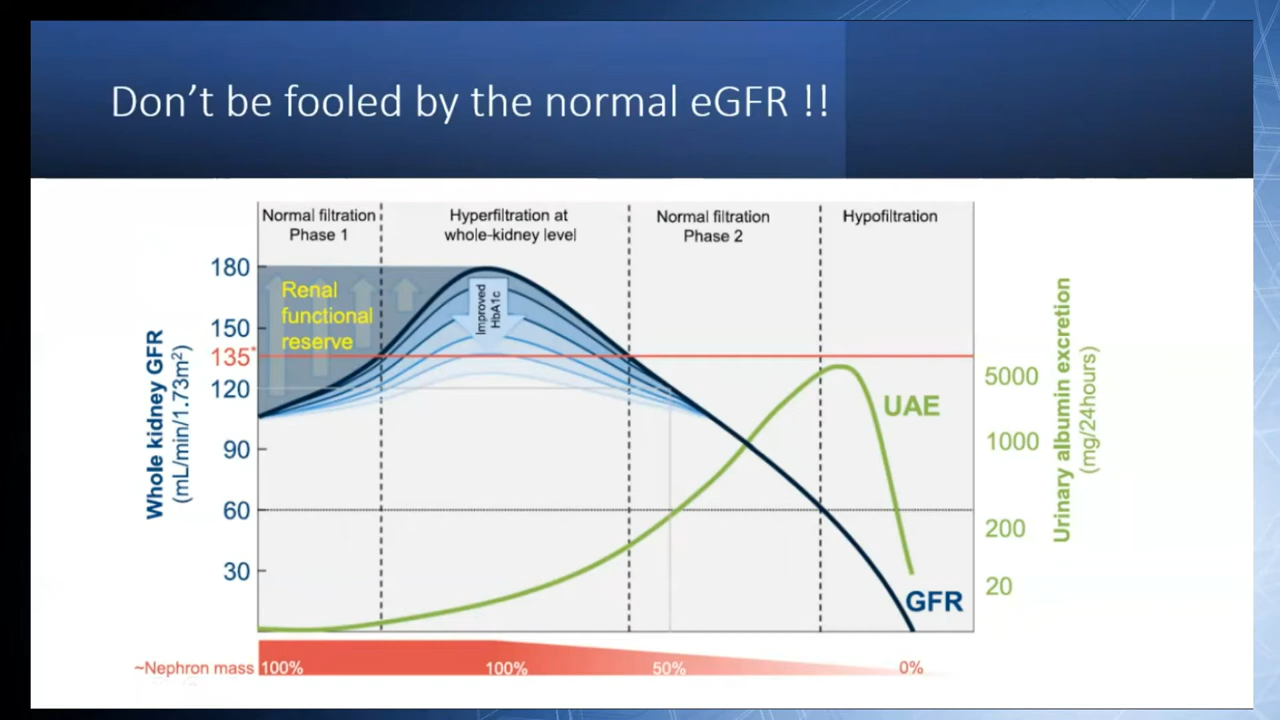 Don't be fooled by the normal eGFR !!
Normal filtration
Phase 1
Hyperfiltration at
whole-kidney level
Normal filtration
Phase 2
Hypofiltration
Whole kidney GFR
(mL/min/1.73m²)
180
150
135*
120
90
60
30
Renal
functional
reserve
Improved
HbA1c
UAE
GFR
5000
1000
200
20
Urinary albumin excretion
(mg/24hours)
~Nephron mass 100% 100% 50% 0%